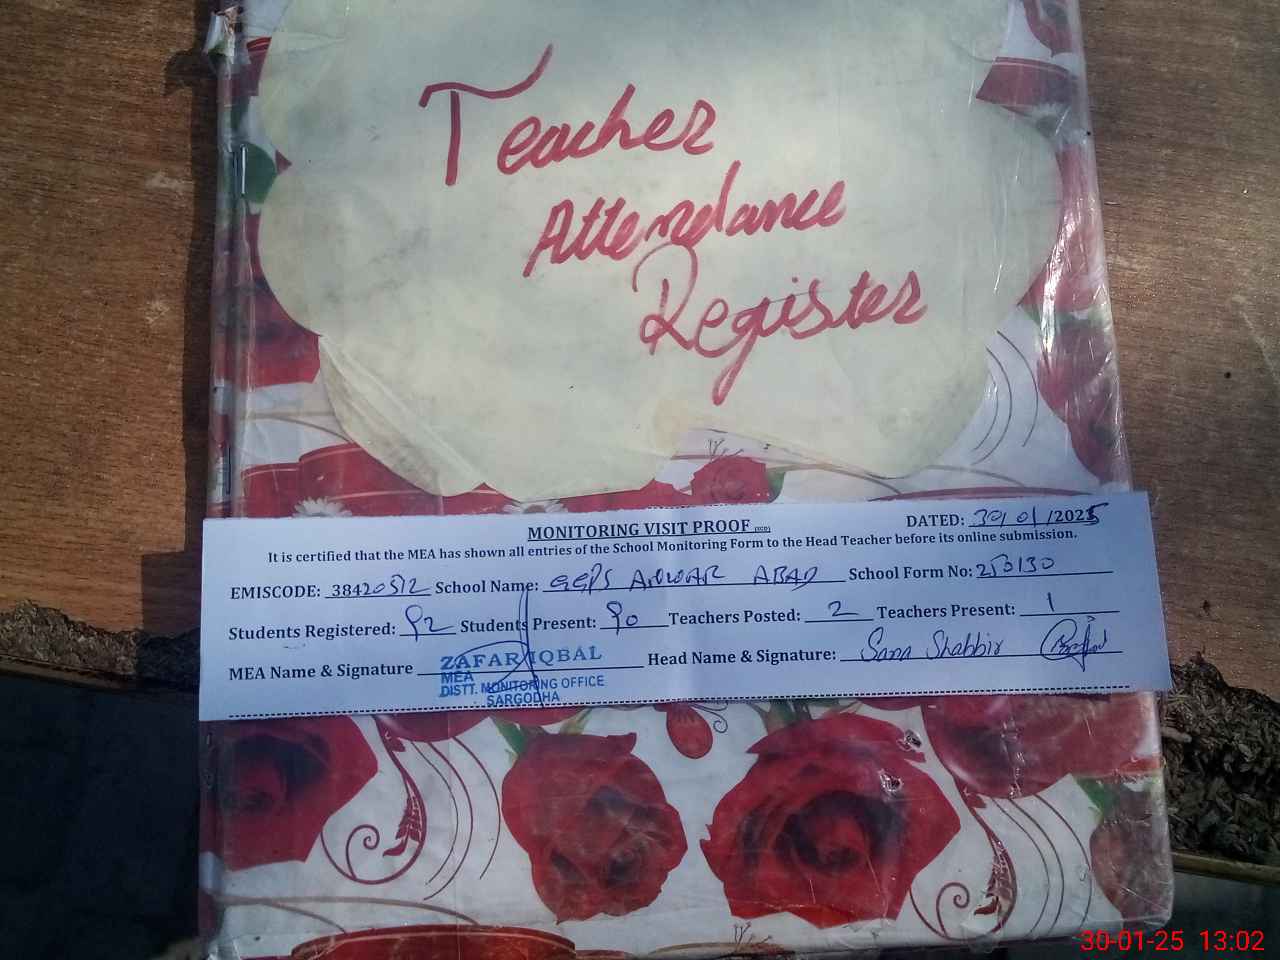 Teacher
Attendance
Register
MONITORING VISIT PROOF
DATED: 30/01/2025
It is certified that the MEA has shown all entries of the School Monitoring Form to the Head Teacher before its online submission.
EMISCODE: 38420512 School Name: GGPS ANWAR ABAD School Form No: 253130
Students Registered: 92 Students Present: 90 Teachers Posted: 2 Teachers Present: 1
MEA Name & Signature ZAFAR IQBAL Head Name & Signature: Sana Shabbir
MEA
DISTT. MONITORING OFFICE
SARGODHA
30-01-25 13:02